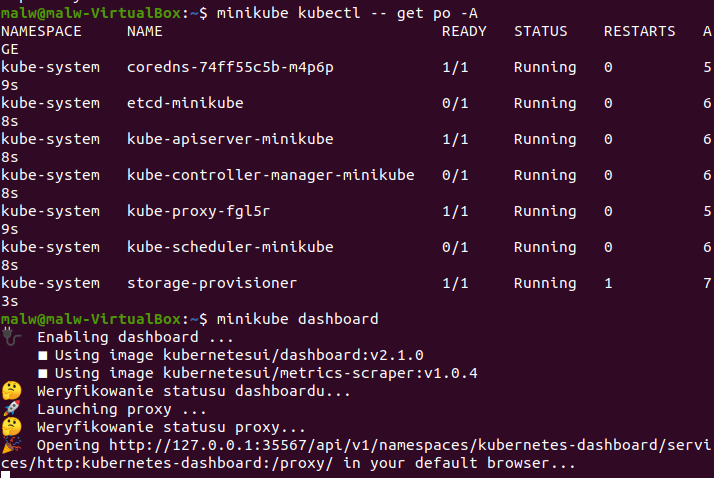 malw@malw-VirtualBox:~$ minikube kubectl -- get po -A
NAMESPACE NAME READY STATUS RESTARTS A
GE
kube-system coredns-74ff55c5b-m4p6p 1/1 Running 0 5
9s
kube-system etcd-minikube 0/1 Running 0 6
8s
kube-system kube-apiserver-minikube 1/1 Running 0 6
8s
kube-system kube-controller-manager-minikube 0/1 Running 0 6
8s
kube-system kube-proxy-fgl5r 1/1 Running 0 5
9s
kube-system kube-scheduler-minikube 0/1 Running 0 6
8s
kube-system storage-provisioner 1/1 Running 1 7
3s
malw@malw-VirtualBox:~$ minikube dashboard
Enabling dashboard ...
■ Using image kubernetesui/dashboard:v2.1.0
■ Using image kubernetesui/metrics-scraper:v1.0.4
🤔 Weryfikowanie statusu dashboardu...
🚀 Launching proxy ...
🤔 Weryfikowanie statusu proxy...
🎉 Opening http://127.0.0.1:35567/api/v1/namespaces/kubernetes-dashboard/servi
ces/http:kubernetes-dashboard:/proxy/ in your default browser...